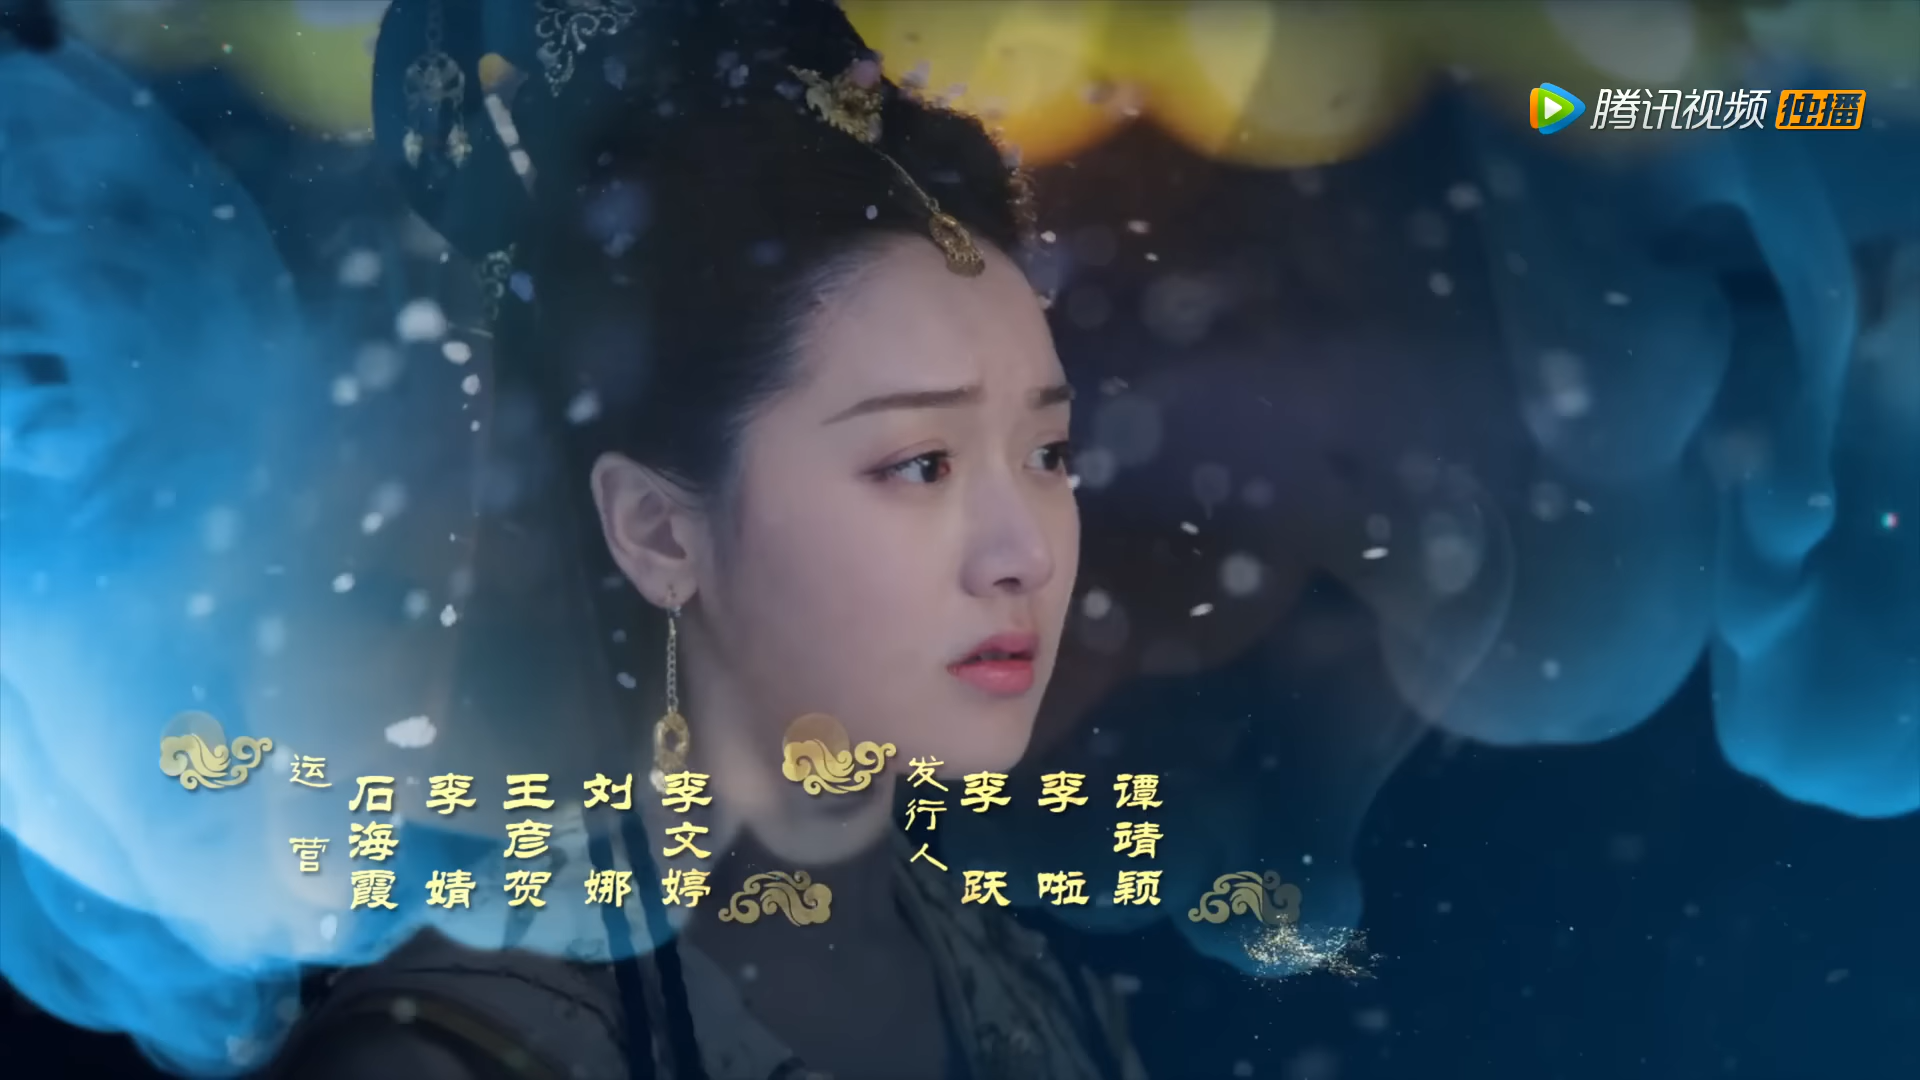 腾讯视频 独播
运营
石海霞
李婧
王彦贺
刘娜
李文婷
发行人
李跃
李啦
谭靖颖